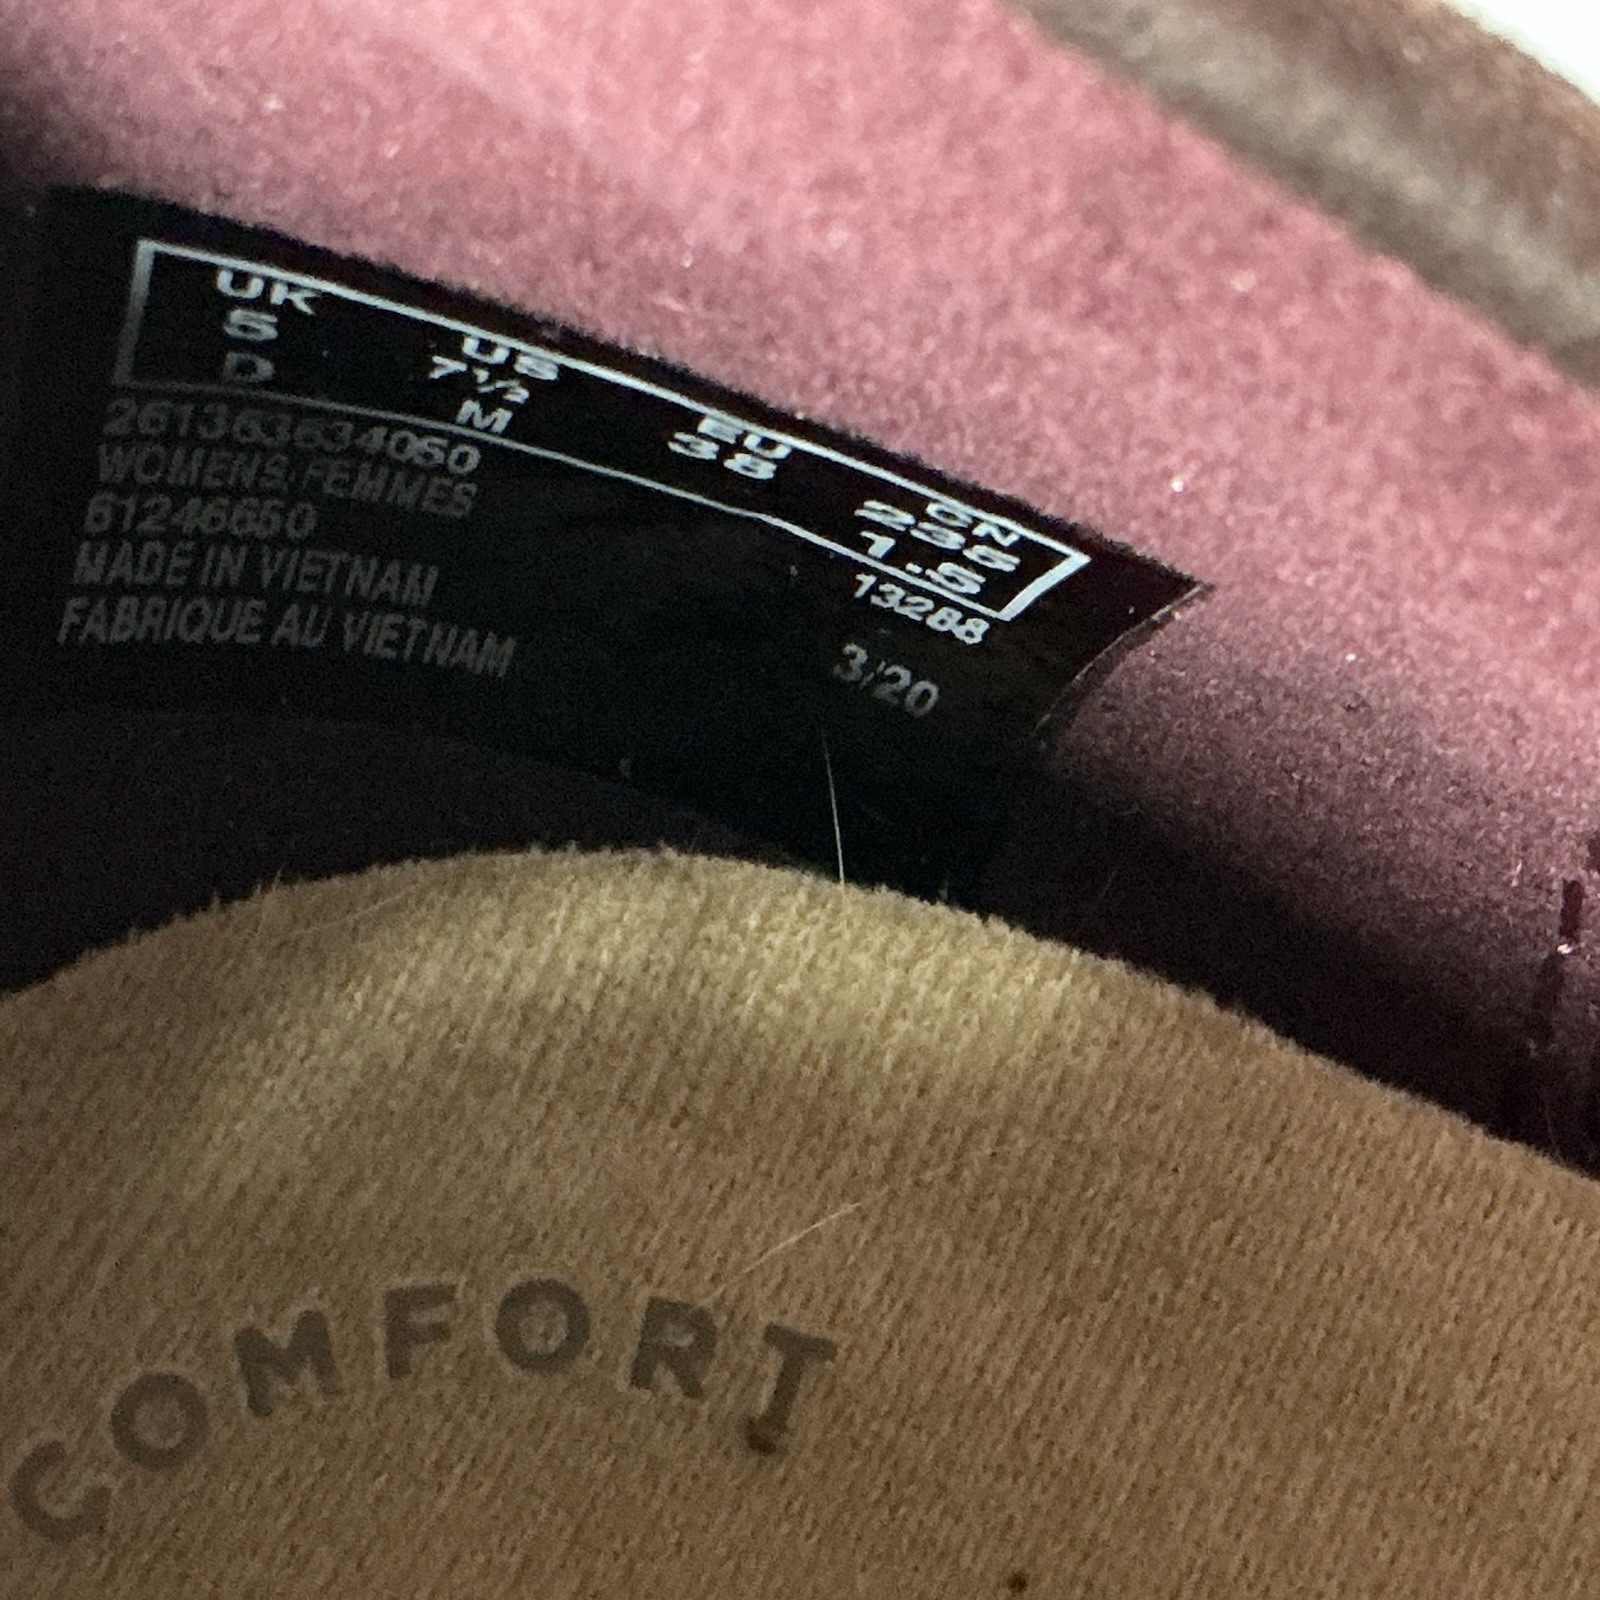 UK US EU CN
5 7½ 38 235
D M 1.5
261363634050 13288
WOMENS/FEMMES
61246650 3/20
MADE IN VIETNAM
FABRIQUE AU VIETNAM
COMFORT